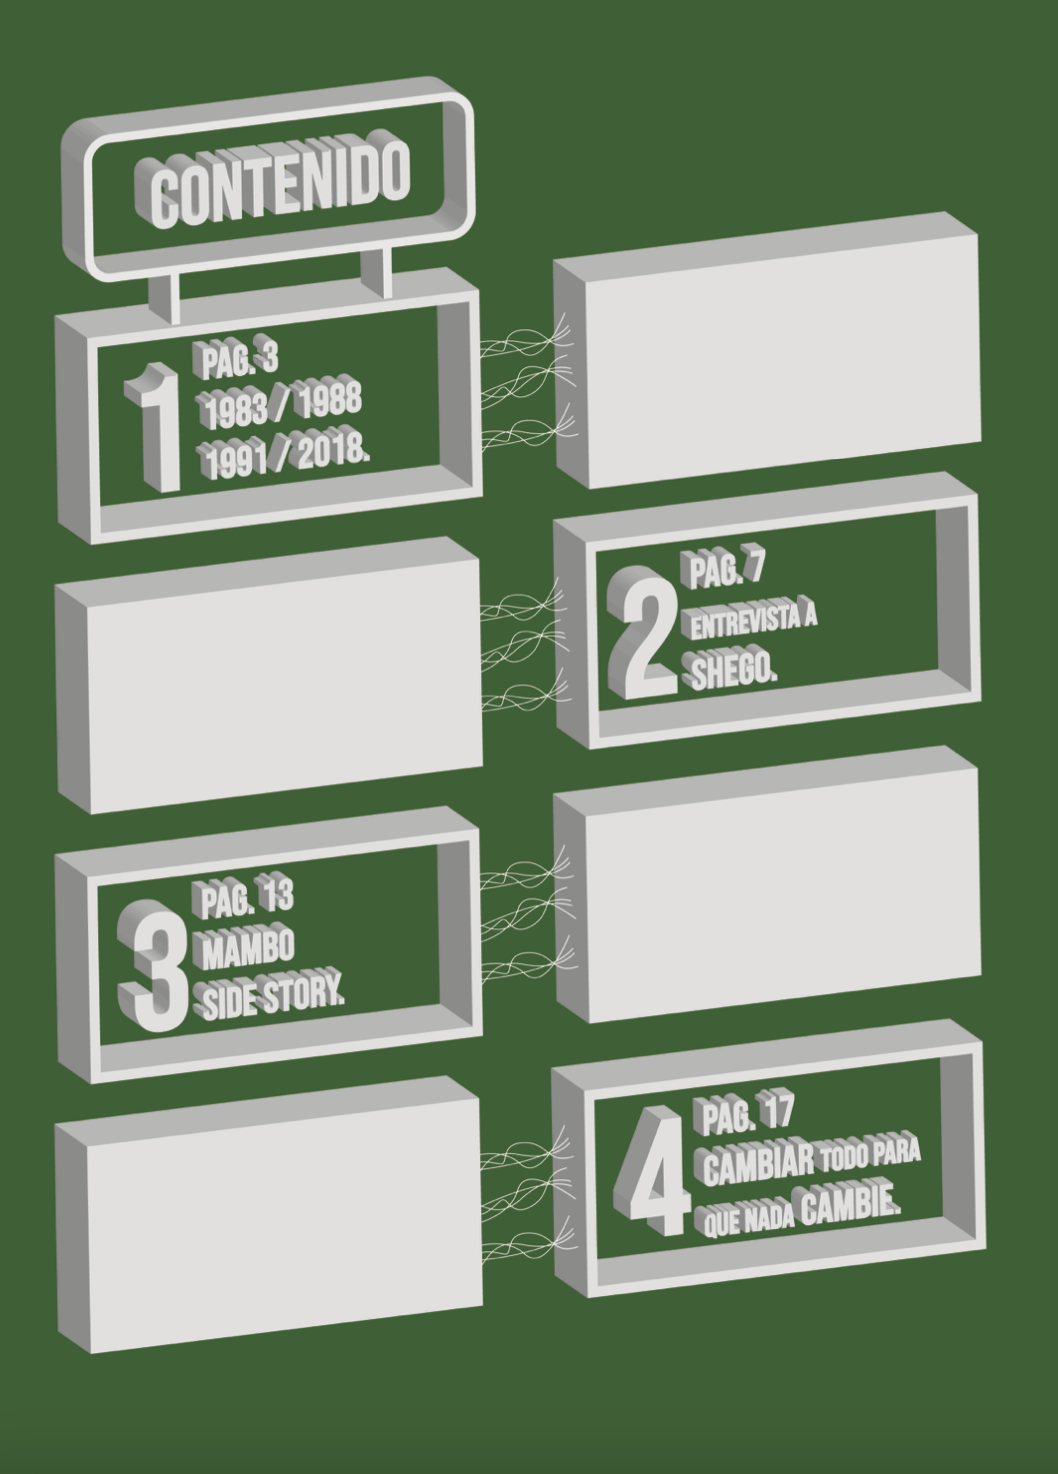 CONTENIDO
1
PAG. 3
1983 / 1988
1991 / 2018.
2
PAG. 7
ENTREVISTA A
SHEGO.
3
PAG. 13
MAMBO
SIDE STORY.
4
PAG. 17
CAMBIAR TODO PARA
QUE NADA CAMBIE.